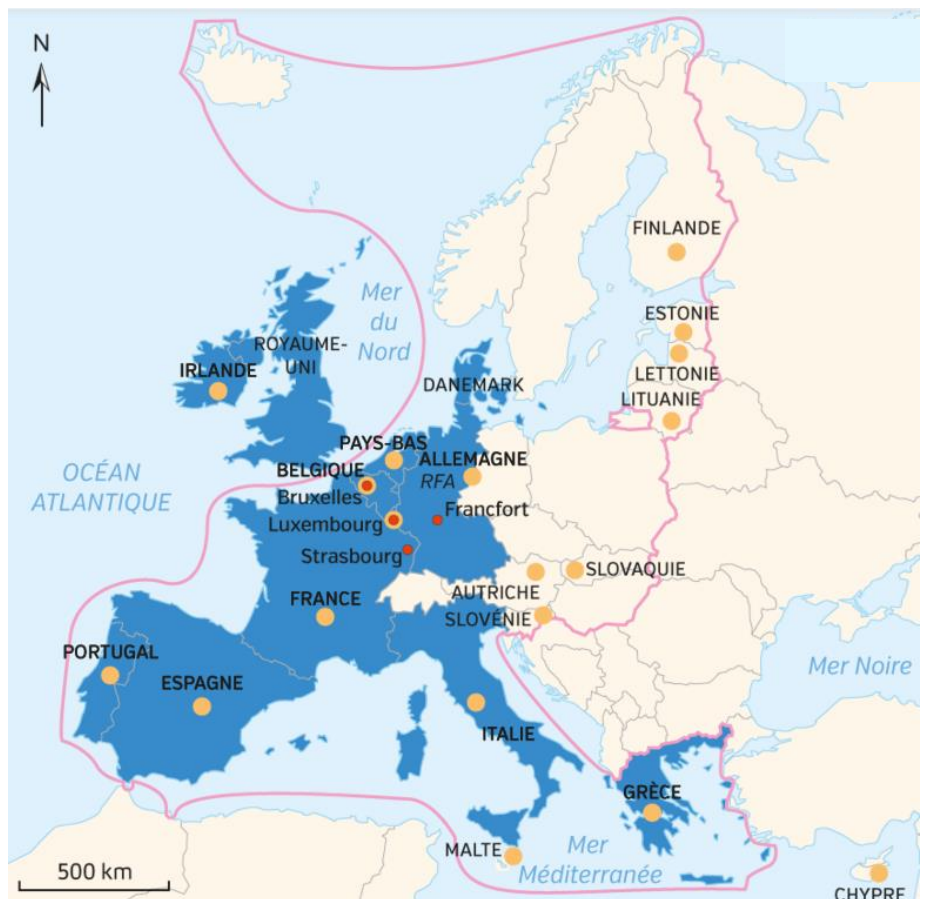 N
FINLANDE
Mer
du
Nord
ESTONIE
LETTONIE
LITUANIE
ROYAUME-
UNI
IRLANDE
DANEMARK
PAYS-BAS
ALLEMAGNE
RFA
BELGIQUE
Bruxelles
Luxembourg
Francfort
Strasbourg
OCÉAN
ATLANTIQUE
SLOVAQUIE
AUTRICHE
SLOVÉNIE
FRANCE
PORTUGAL
ESPAGNE
ITALIE
Mer Noire
GRÈCE
MALTE
Mer
Méditerranée
500 km
CHYPRE